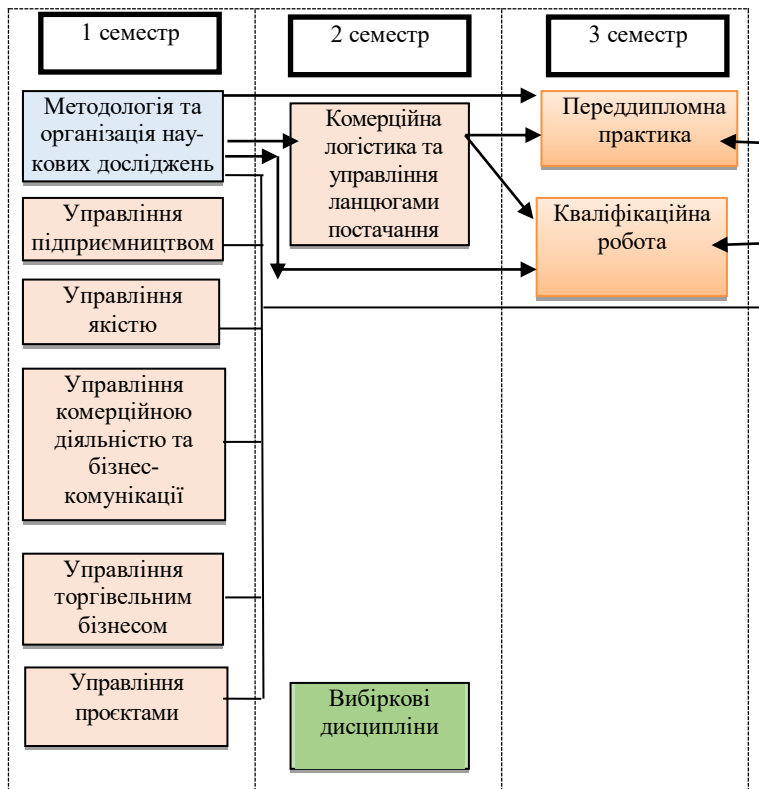 1 семестр
2 семестр
3 семестр
Методологія та
організація нау-
кових досліджень
Управління
підприємництвом
Управління
якістю
Управління
комерційною
діяльністю та
бізнес-
комунікації
Управління
торгівельним
бізнесом
Управління
проєктами
Комерційна
логістика та
управління
ланцюгами
постачання
Вибіркові
дисципліни
Переддипломна
практика
Кваліфікаційна
робота